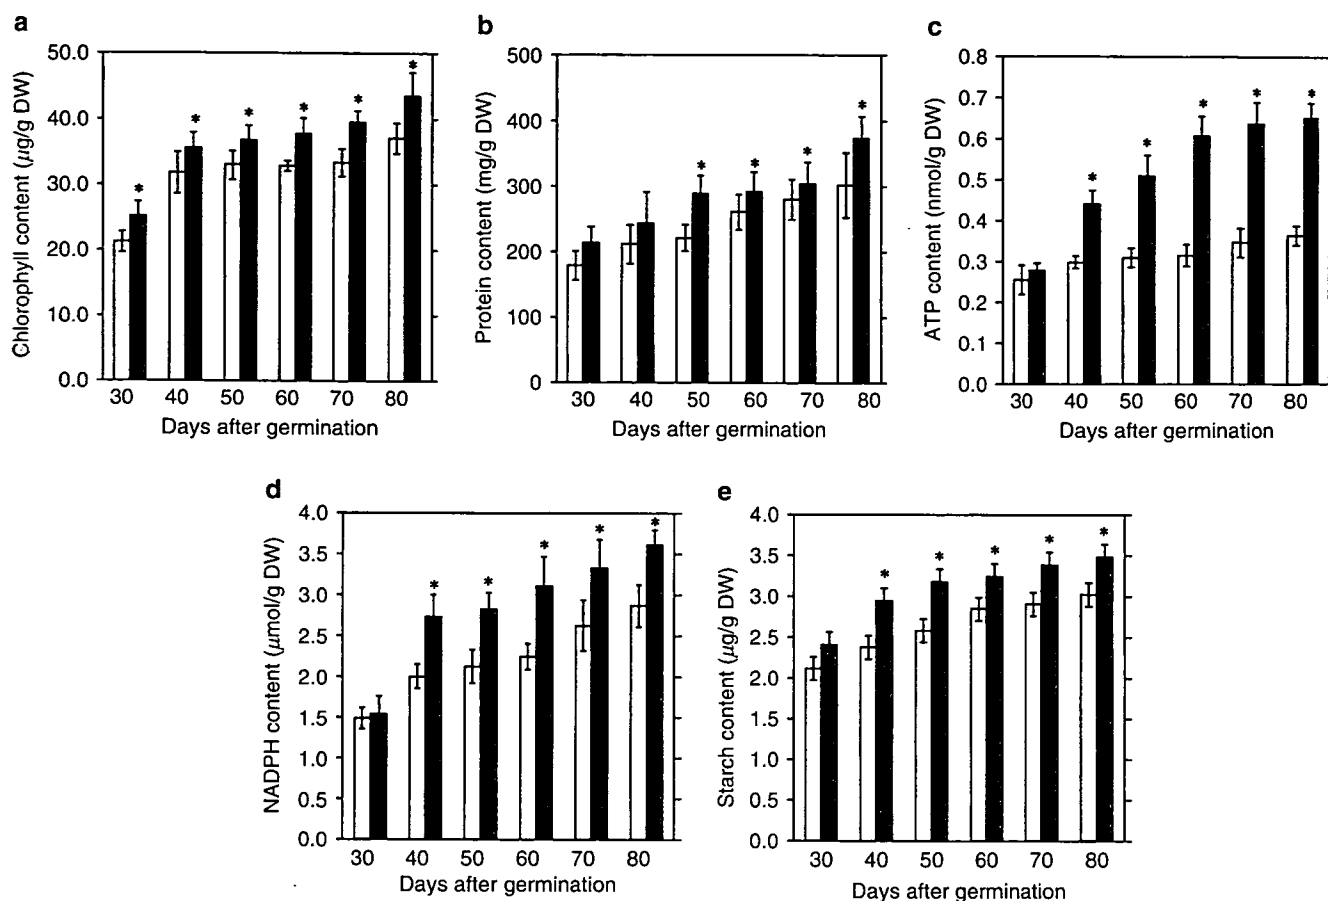 a
Chlorophyll content (µg/g DW)
50.0
40.0
30.0
20.0
10.0
0.0
* * * * * *
30 40 50 60 70 80
Days after germination
b
Protein content (mg/g DW)
500
400
300
200
100
0
* * * *
30 40 50 60 70 80
Days after germination
c
ATP content (nmol/g DW)
0.8
0.7
0.6
0.5
0.4
0.3
0.2
0.1
0.0
* * * * *
30 40 50 60 70 80
Days after germination
d
NADPH content (µmol/g DW)
4.0
3.5
3.0
2.5
2.0
1.5
1.0
0.5
0.0
* * * * *
30 40 50 60 70 80
Days after germination
e
Starch content (µg/g DW)
4.0
3.5
3.0
2.5
2.0
1.5
1.0
0.5
0.0
* * * * *
30 40 50 60 70 80
Days after germination